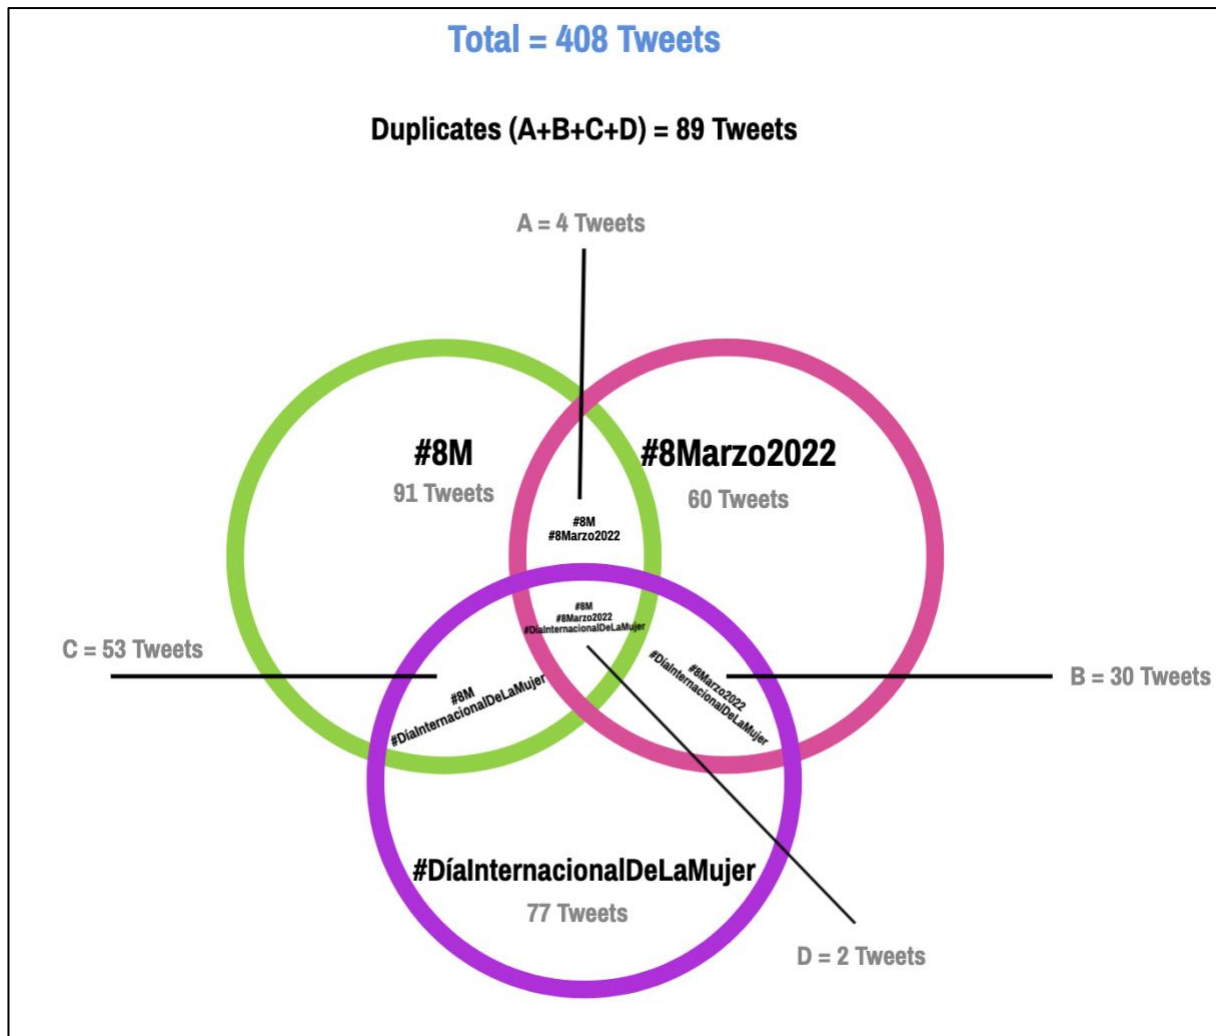 Total = 408 Tweets
Duplicates (A+B+C+D) = 89 Tweets
A = 4 Tweets
#8M
91 Tweets
#8Marzo2022
60 Tweets
#8M
#8Marzo2022
#8M
#8Marzo2022
#DíaInternacionalDeLaMujer
C = 53 Tweets
#8M
#DíaInternacionalDeLaMujer
#8Marzo2022
#DíaInternacionalDeLaMujer
B = 30 Tweets
#DíaInternacionalDeLaMujer
77 Tweets
D = 2 Tweets